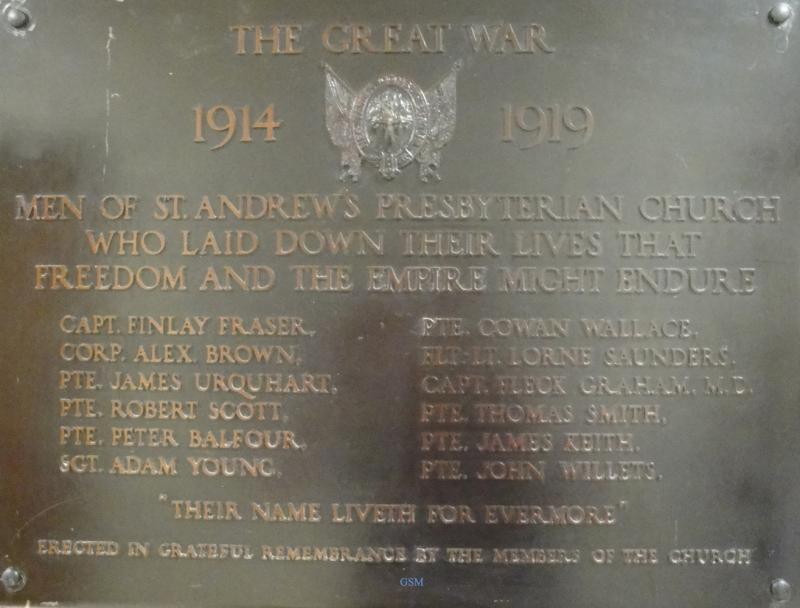 THE GREAT WAR
1914 1919
MEN OF ST. ANDREW'S PRESBYTERIAN CHURCH
WHO LAID DOWN THEIR LIVES THAT
FREEDOM AND THE EMPIRE MIGHT ENDURE
CAPT. FINLAY FRASER,
CORP. ALEX. BROWN,
PTE. JAMES URQUHART,
PTE. ROBERT SCOTT,
PTE. PETER BALFOUR,
SGT. ADAM YOUNG,
PTE. COWAN WALLACE,
FLT. LT. LORNE SAUNDERS,
CAPT. FLECK GRAHAM, M.D.
PTE. THOMAS SMITH,
PTE. JAMES KEITH,
PTE. JOHN WILLETS.
"THEIR NAME LIVETH FOR EVERMORE"
ERECTED IN GRATEFUL REMEMBRANCE BY THE MEMBERS OF THE CHURCH
GSM